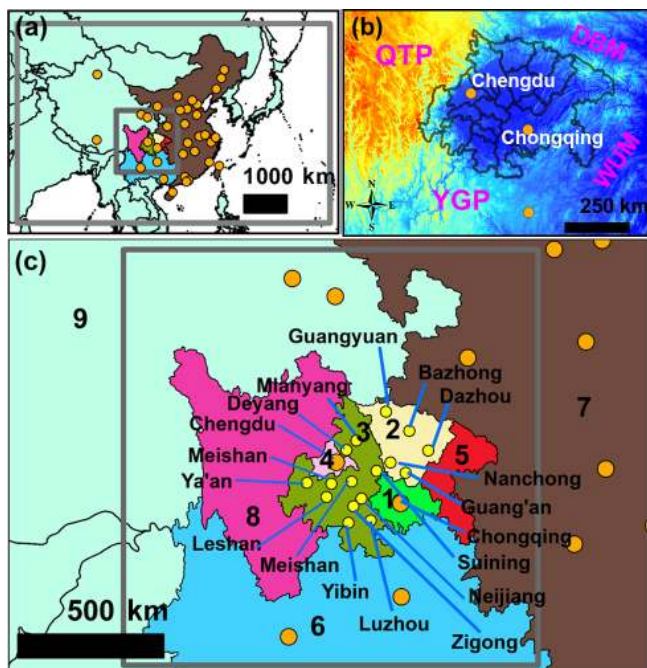 (a)
1000 km
(b)
QTP
DBM
Chengdu
Chongqing
WUM
YGP
N
W
E
S
250 km
(c)
9
Guangyuan
Mianyang
Bazhong
Deyang
Dazhou
Chengdu
3
2
7
Meishan
4
5
Ya'an
Nanchong
1
Guang'an
8
Leshan
Chongqing
Meishan
Suining
Yibin
Neijiang
500 km
6
Luzhou
Zigong